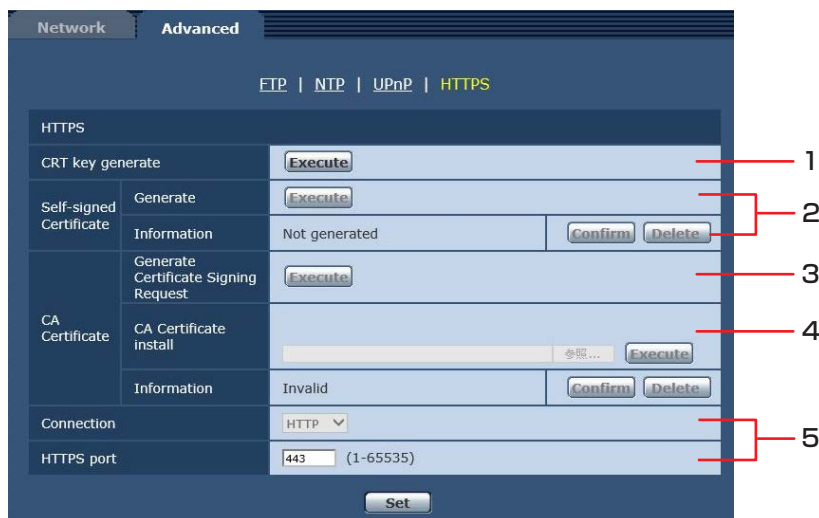 Network Advanced
FTP | NTP | UPnP | HTTPS
HTTPS
CRT key generate Execute 1
Self-signed Certificate
Generate Execute
2
Information Not generated Confirm Delete
CA Certificate
Generate Certificate Signing Request Execute 3
CA Certificate install 参照... Execute 4
Information Invalid Confirm Delete
Connection HTTP
5
HTTPS port 443 (1-65535)
Set